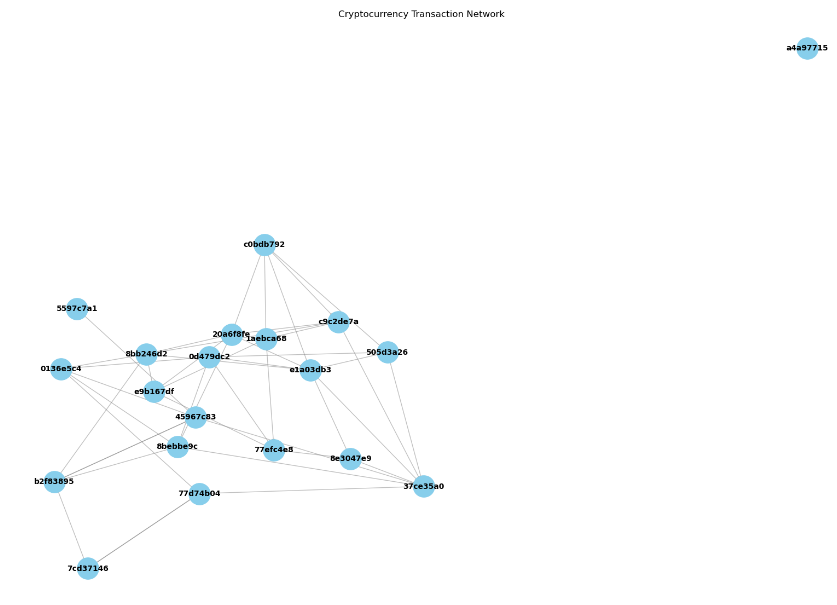 Cryptocurrency Transaction Network
a4a97715
c0bdb792
5597c7a1
c9c2de7a
20a6f8fe
1aebca68
8bb246d2
0d479dc2
505d3a26
0136e5c4
e1a03db3
e9b167df
45967c83
8bebbe9c
77efc4e8
8e3047e9
b2f83895
37ce35a0
77d74b04
7cd37146